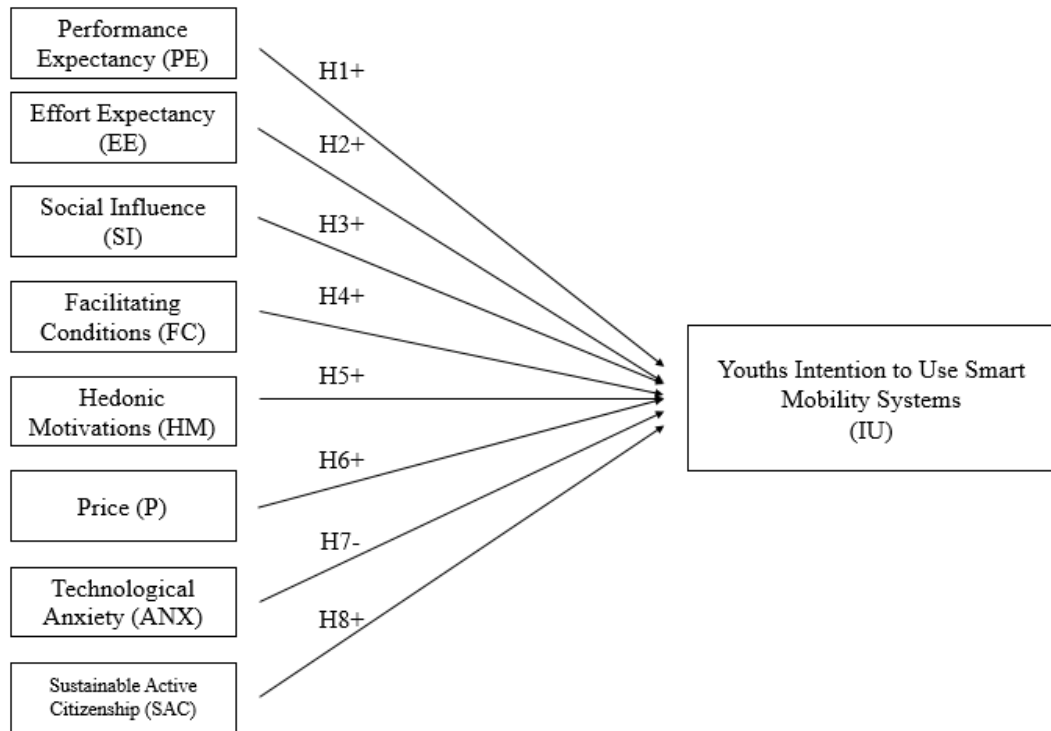 Performance
Expectancy (PE)
H1+
Effort Expectancy
(EE)
H2+
Social Influence
(SI)
H3+
Facilitating
Conditions (FC)
H4+
Hedonic
Motivations (HM)
H5+
Price (P)
H6+
Technological
Anxiety (ANX)
H7-
Sustainable Active
Citizenship (SAC)
H8+
Youths Intention to Use Smart
Mobility Systems
(IU)